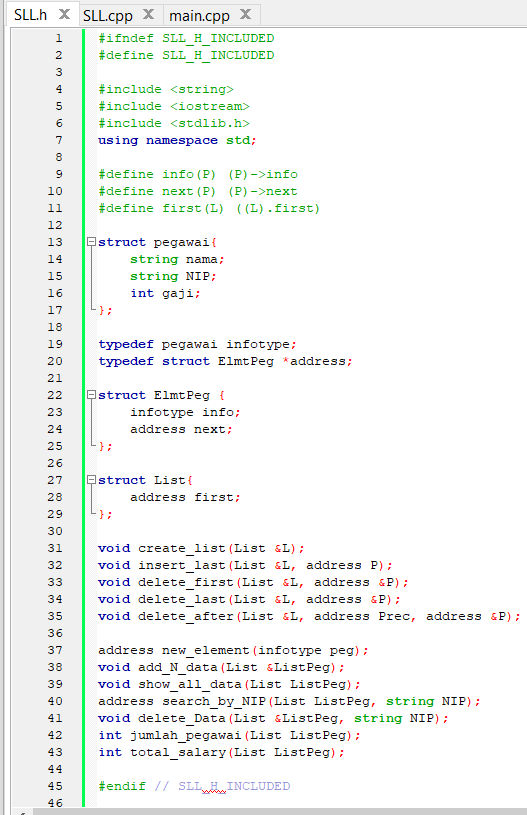 SLL.h X SLL.cpp X main.cpp X
1 #ifndef SLL_H_INCLUDED
2 #define SLL_H_INCLUDED
3
4 #include <string>
5 #include <iostream>
6 #include <stdlib.h>
7 using namespace std;
8
9 #define info(P) (P)->info
10 #define next(P) (P)->next
11 #define first(L) ((L).first)
12
13 struct pegawai{
14 string nama;
15 string NIP;
16 int gaji;
17 };
18
19 typedef pegawai infotype;
20 typedef struct ElmtPeg *address;
21
22 struct ElmtPeg {
23 infotype info;
24 address next;
25 };
26
27 struct List{
28 address first;
29 };
30
31 void create_list(List &L);
32 void insert_last(List &L, address P);
33 void delete_first(List &L, address &P);
34 void delete_last(List &L, address &P);
35 void delete_after(List &L, address Prec, address &P);
36
37 address new_element(infotype peg);
38 void add_N_data(List &ListPeg);
39 void show_all_data(List ListPeg);
40 address search_by_NIP(List ListPeg, string NIP);
41 void delete_Data(List &ListPeg, string NIP);
42 int jumlah_pegawai(List ListPeg);
43 int total_salary(List ListPeg);
44
45 #endif // SLL_H_INCLUDED
46